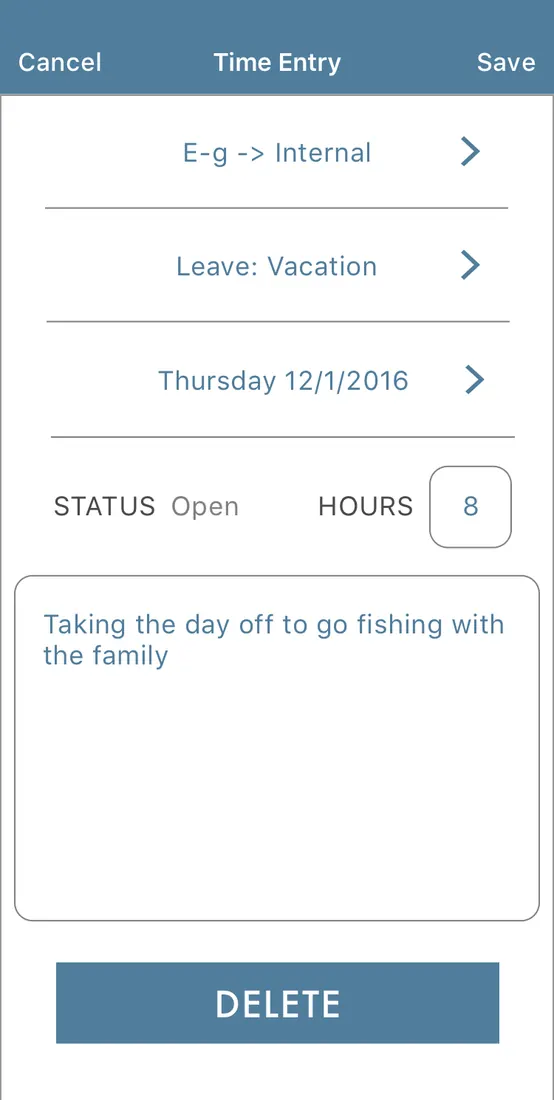 Cancel Time Entry Save
E-g -> Internal
Leave: Vacation
Thursday 12/1/2016
STATUS Open HOURS 8
Taking the day off to go fishing with
the family
DELETE